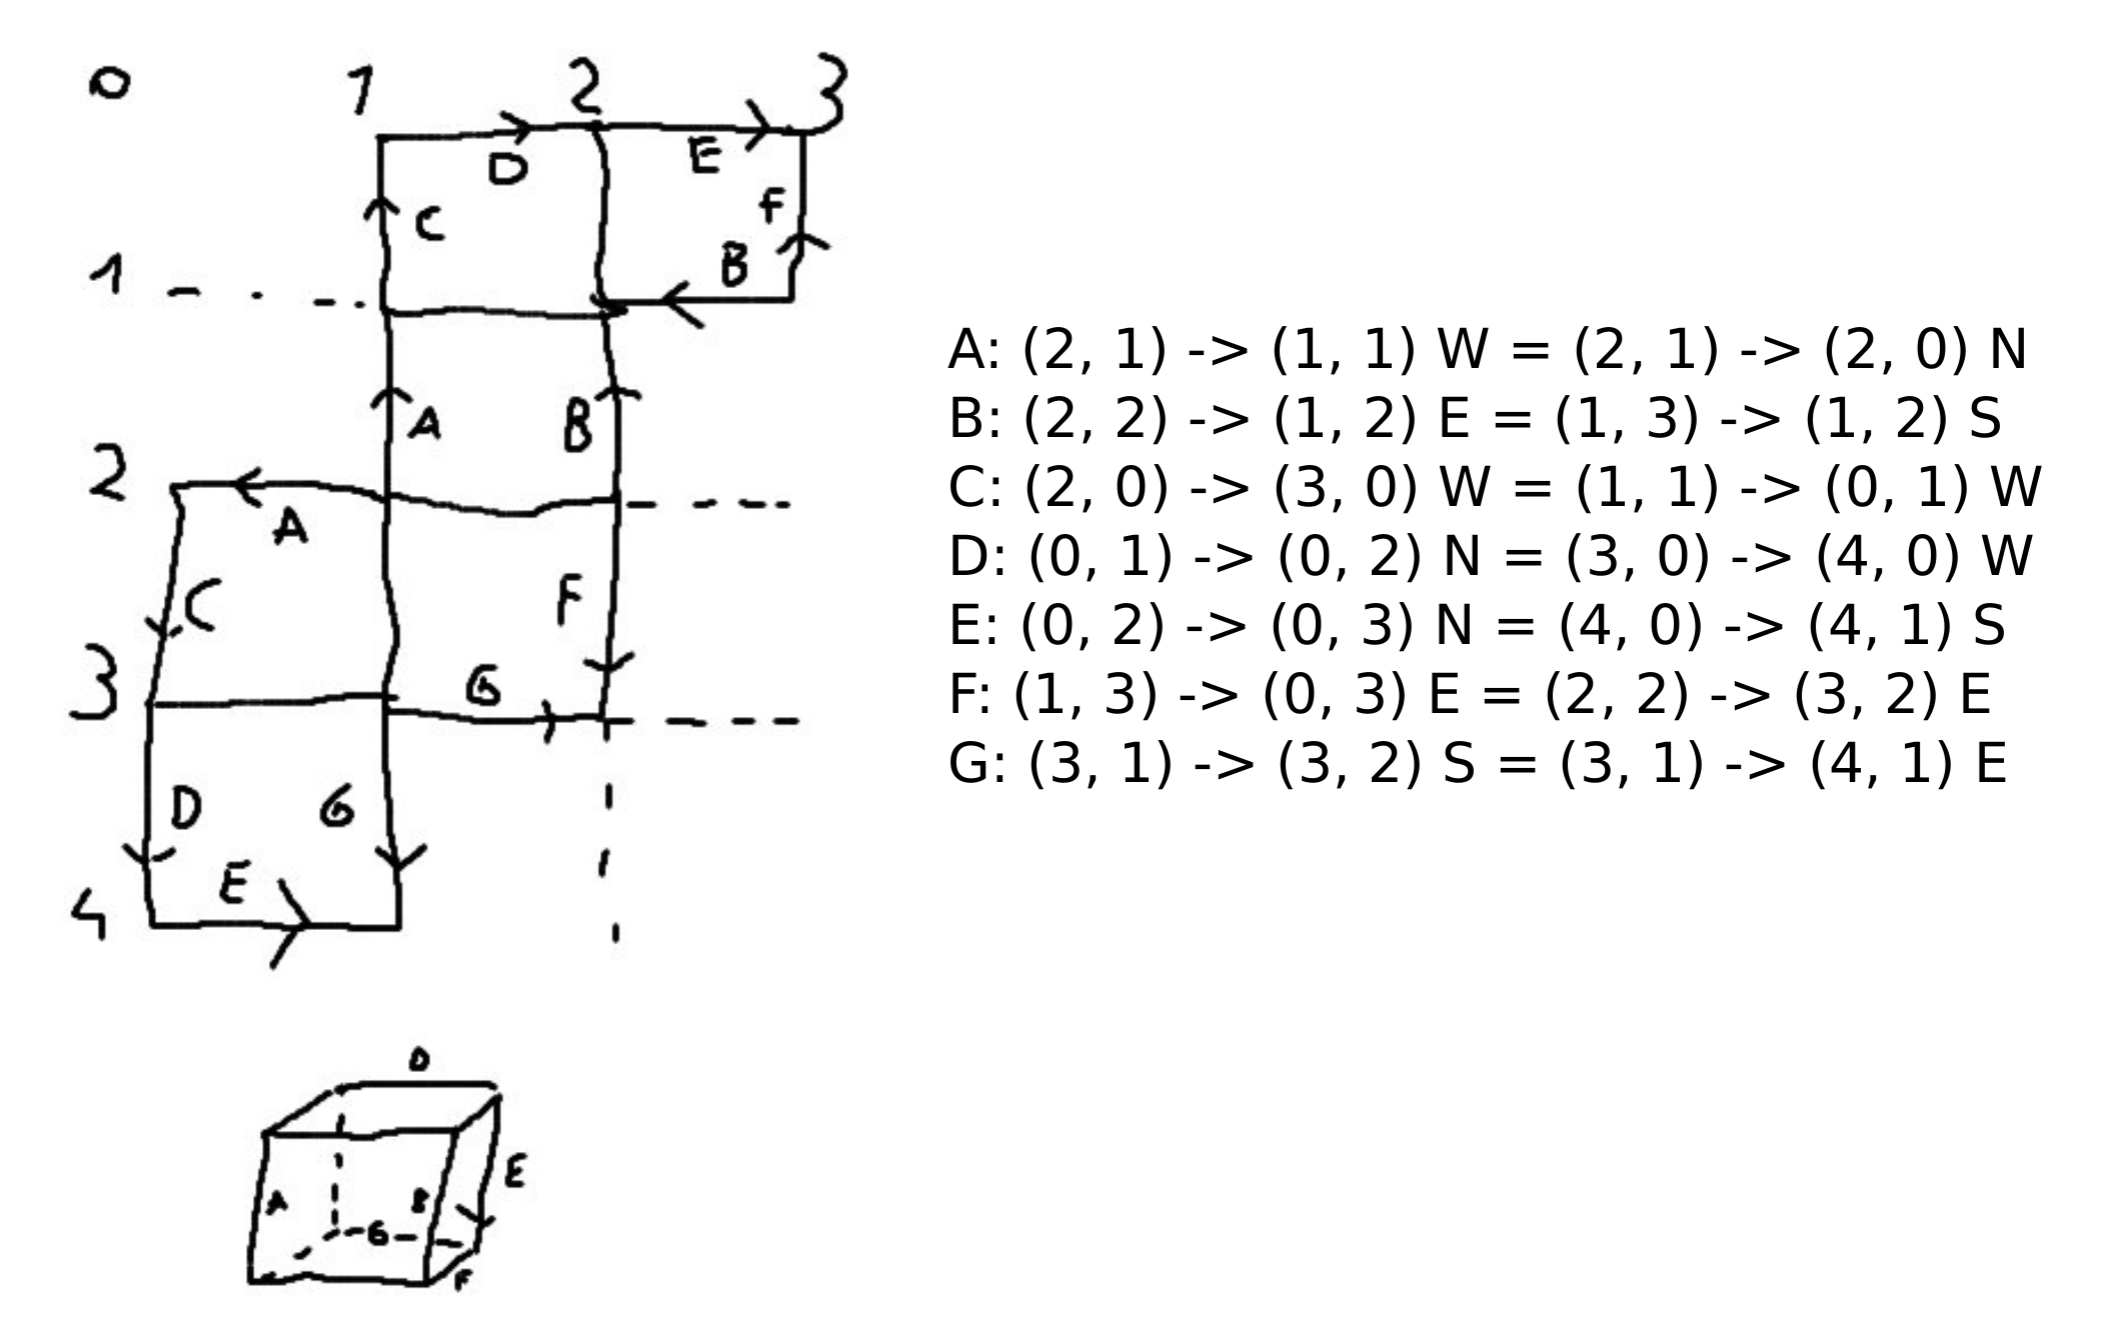 0 1 2 3
D E
C f
1 B
A B
2
A
C F
3 G
D G
E
4
A: (2, 1) -> (1, 1) W = (2, 1) -> (2, 0) N
B: (2, 2) -> (1, 2) E = (1, 3) -> (1, 2) S
C: (2, 0) -> (3, 0) W = (1, 1) -> (0, 1) W
D: (0, 1) -> (0, 2) N = (3, 0) -> (4, 0) W
E: (0, 2) -> (0, 3) N = (4, 0) -> (4, 1) S
F: (1, 3) -> (0, 3) E = (2, 2) -> (3, 2) E
G: (3, 1) -> (3, 2) S = (3, 1) -> (4, 1) E
D
A B E
G
F